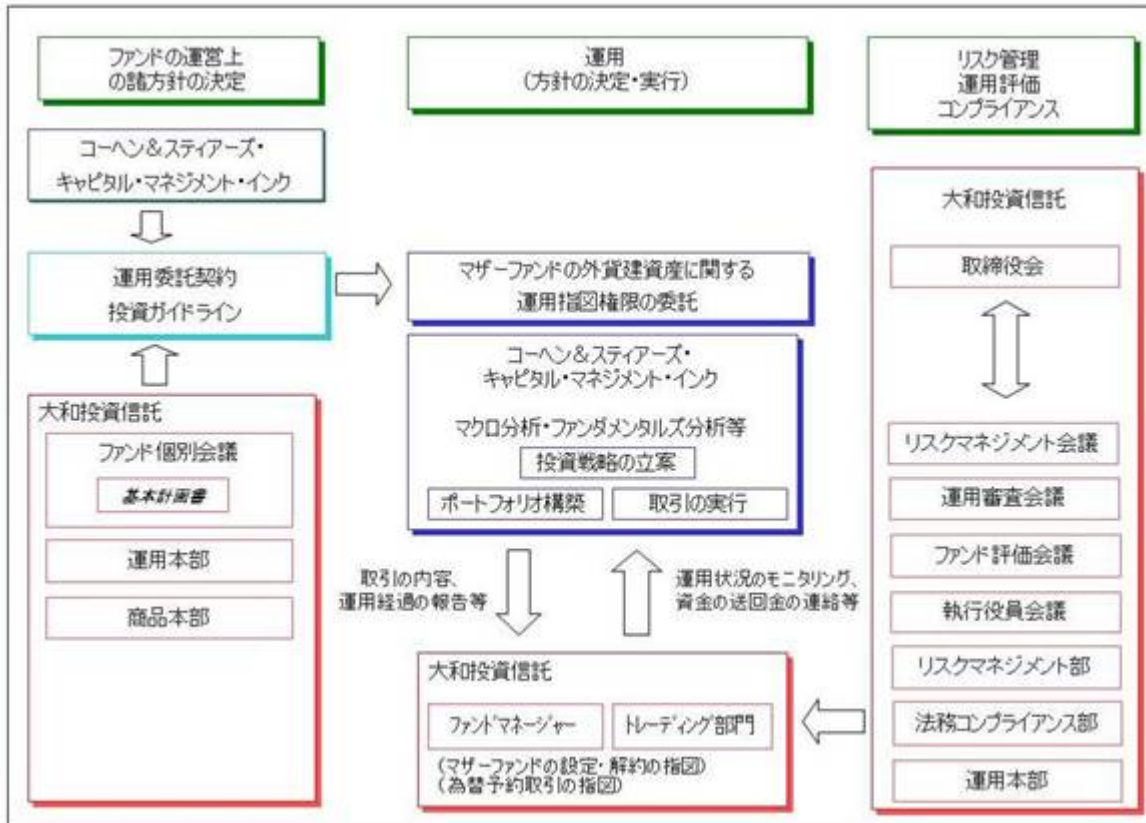 ファンドの運営上
の諸方針の決定
運用
(方針の決定・実行)
リスク管理
運用評価
コンプライアンス
コーヘン&スティアーズ・
キャピタル・マネジメント・インク
運用委託契約
投資ガイドライン
大和投資信託
ファンド個別会議
基本計画書
運用本部
商品本部
マザーファンドの外貨建資産に関する
運用指図権限の委託
コーヘン&スティアーズ・
キャピタル・マネジメント・インク
マクロ分析・ファンダメンタルズ分析等
投資戦略の立案
ポートフォリオ構築
取引の実行
取引の内容、
運用経過の報告等
運用状況のモニタリング、
資金の送回金の連絡等
大和投資信託
ファンドマネージャー
トレーディング部門
(マザーファンドの設定・解約の指図)
(為替予約取引の指図)
大和投資信託
取締役会
リスクマネジメント会議
運用審査会議
ファンド評価会議
執行役員会議
リスクマネジメント部
法務コンプライアンス部
運用本部